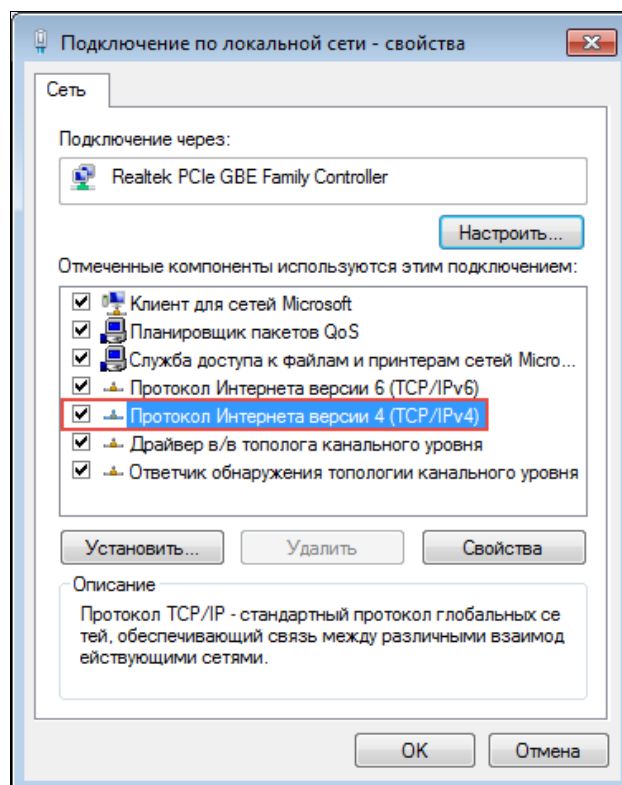 Подключение по локальной сети - свойства
Сеть
Подключение через:
Realtek PCIe GBE Family Controller
Настроить...
Отмеченные компоненты используются этим подключением:
Клиент для сетей Microsoft
Планировщик пакетов QoS
Служба доступа к файлам и принтерам сетей Micro...
Протокол Интернета версии 6 (TCP/IPv6)
Протокол Интернета версии 4 (TCP/IPv4)
Драйвер в/в тополога канального уровня
Ответчик обнаружения топологии канального уровня
Установить... Удалить Свойства
Описание
Протокол TCP/IP - стандартный протокол глобальных се
тей, обеспечивающий связь между различными взаимод
ействующими сетями.
OK Отмена